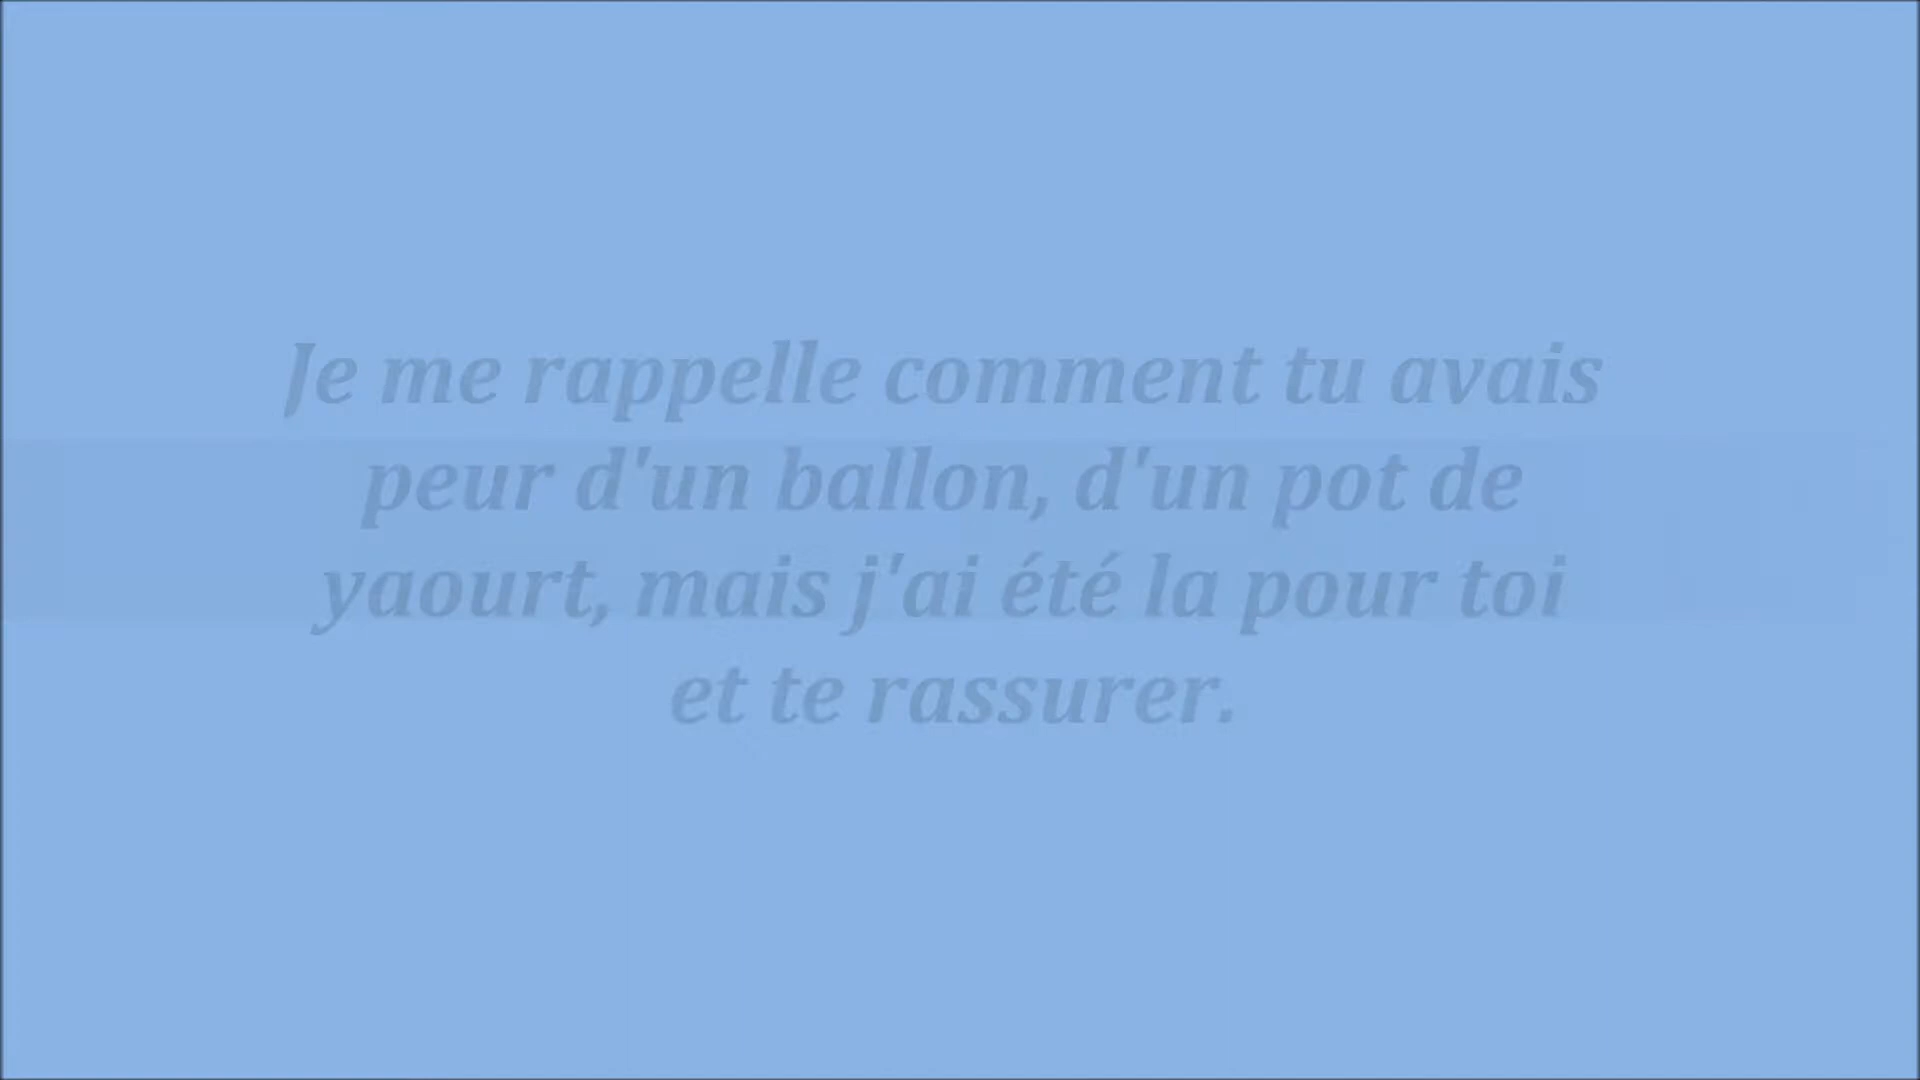 Je me rappelle comment tu avais
peur d'un ballon, d'un pot de
yaourt, mais j'ai été la pour toi
et te rassurer.